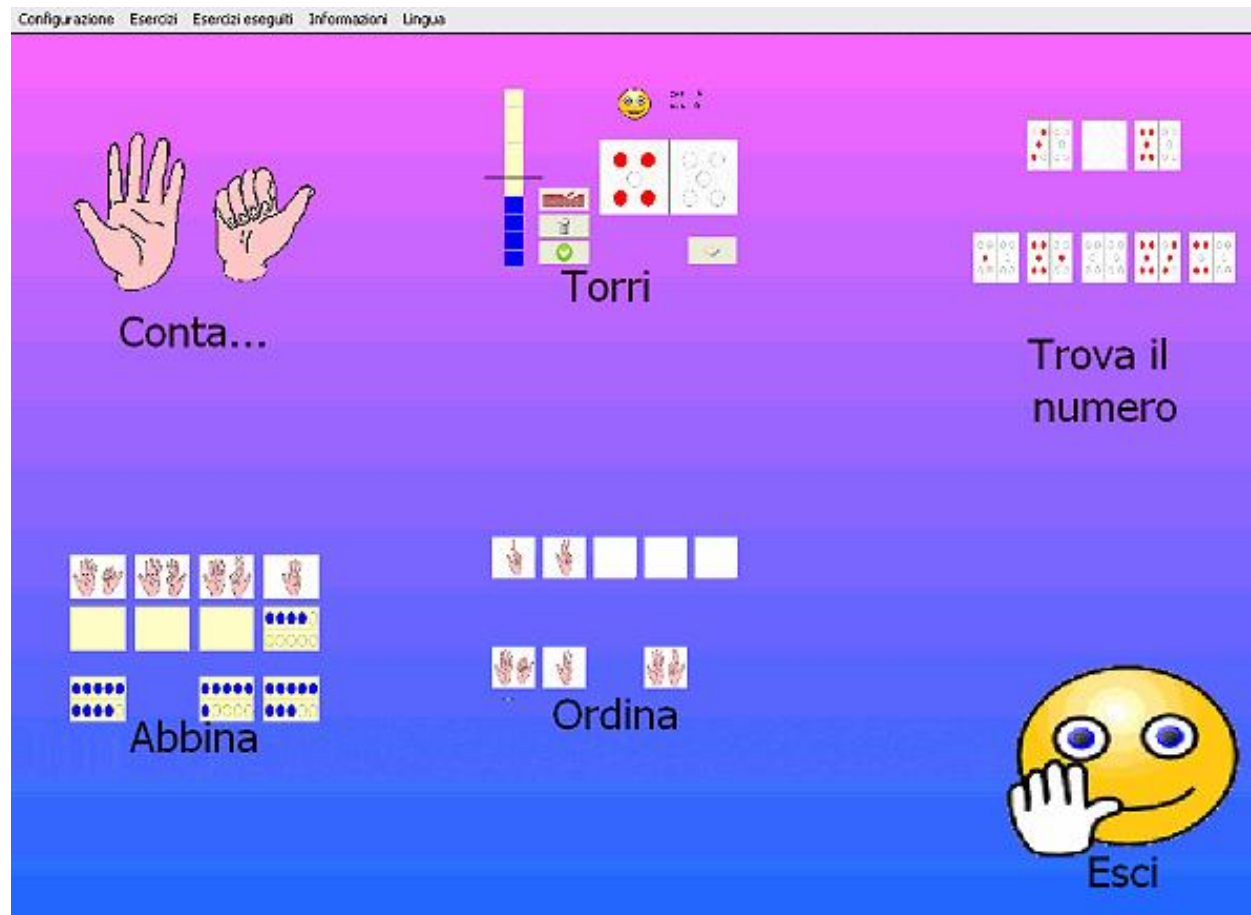 Configurazione Esercizi Esercizi eseguiti Informazioni Lingua
Torri
Conta...
Trova il
numero
Abbina
Ordina
Esci